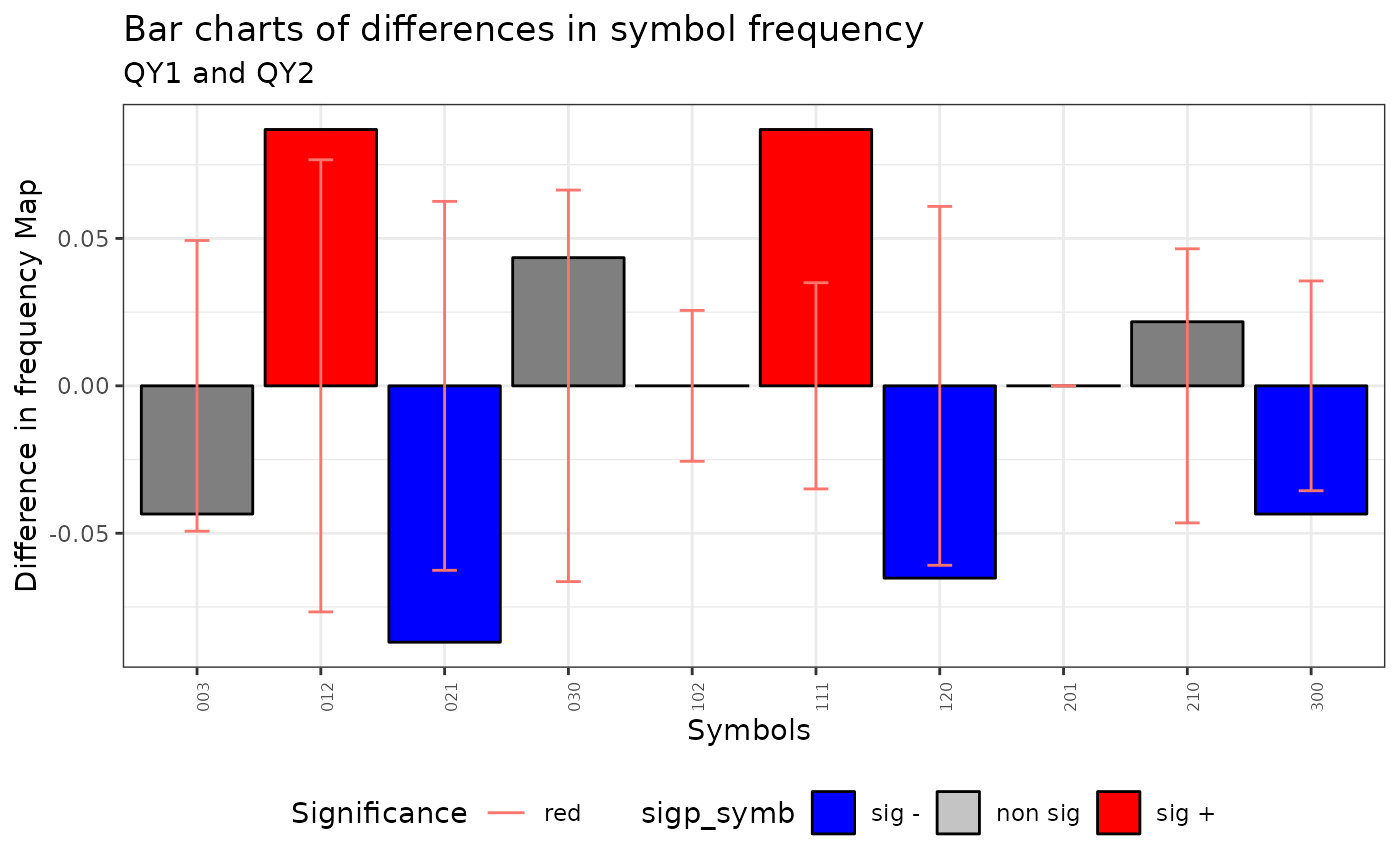 Bar charts of differences in symbol frequency
QY1 and QY2
Difference in frequency Map
0.05
0.00
-0.05
003 012 021 030 102 111 120 201 210 300
Symbols
Significance red sigp_symb sig - non sig sig +